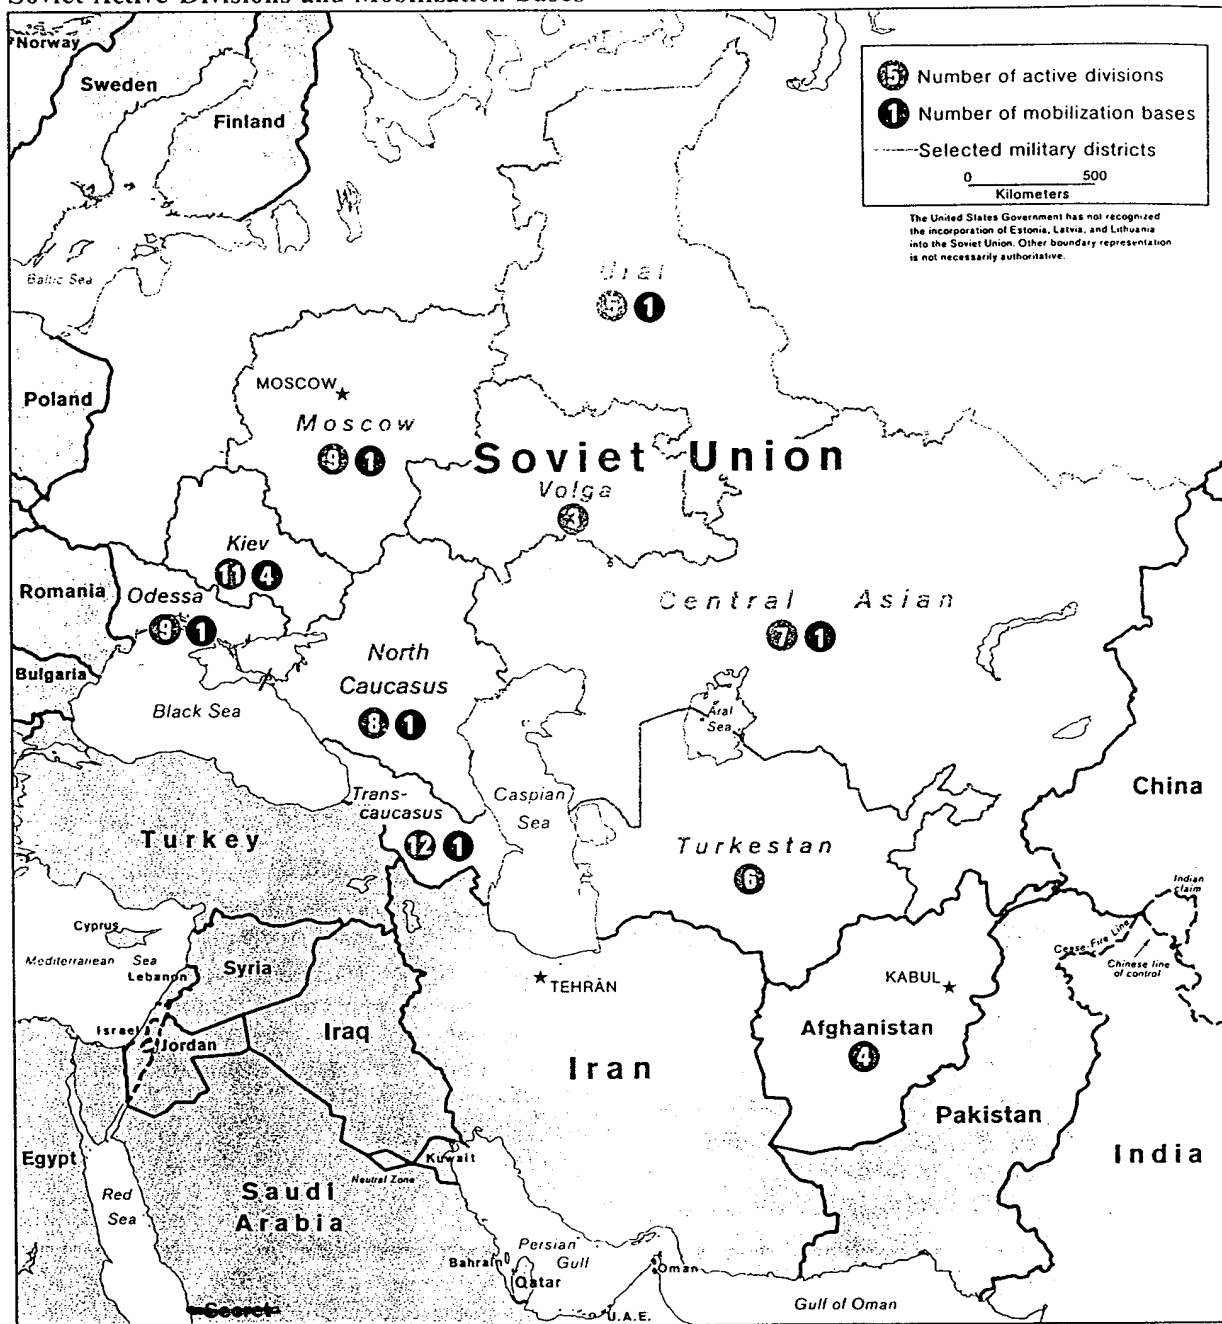 Soviet Active Divisions and Mobilization Bases
Norway
Sweden
Finland
5 Number of active divisions
1 Number of mobilization bases
Selected military districts
0 500
Kilometers
The United States Government has not recognized
the incorporation of Estonia, Latvia, and Lithuania
into the Soviet Union. Other boundary representation
is not necessarily authoritative.
Baltic Sea
Ural
5 1
Poland
MOSCOW
Moscow
9 1
Soviet Union
Volga
3
Kiev
11 4
Romania
Odessa
9 1
Central Asian
7 1
Bulgaria
North
Caucasus
8 1
Black Sea
Aral
Sea
China
Trans-
caucasus
12 1
Caspian
Sea
Turkey
Turkestan
6
Indian
claim
Cyprus
Mediterranean Sea
Lebanon
Syria
TEHRĀN
KABUL
Cease-Fire Line
Chinese line
of control
Israel
Jordan
Iraq
Iran
Afghanistan
4
Pakistan
India
Egypt
Kuwait
Neutral Zone
Red
Sea
Saudi
Arabia
Persian
Gulf
Bahrain
Qatar
Oman
Gulf of Oman
U.A.E.
Secret